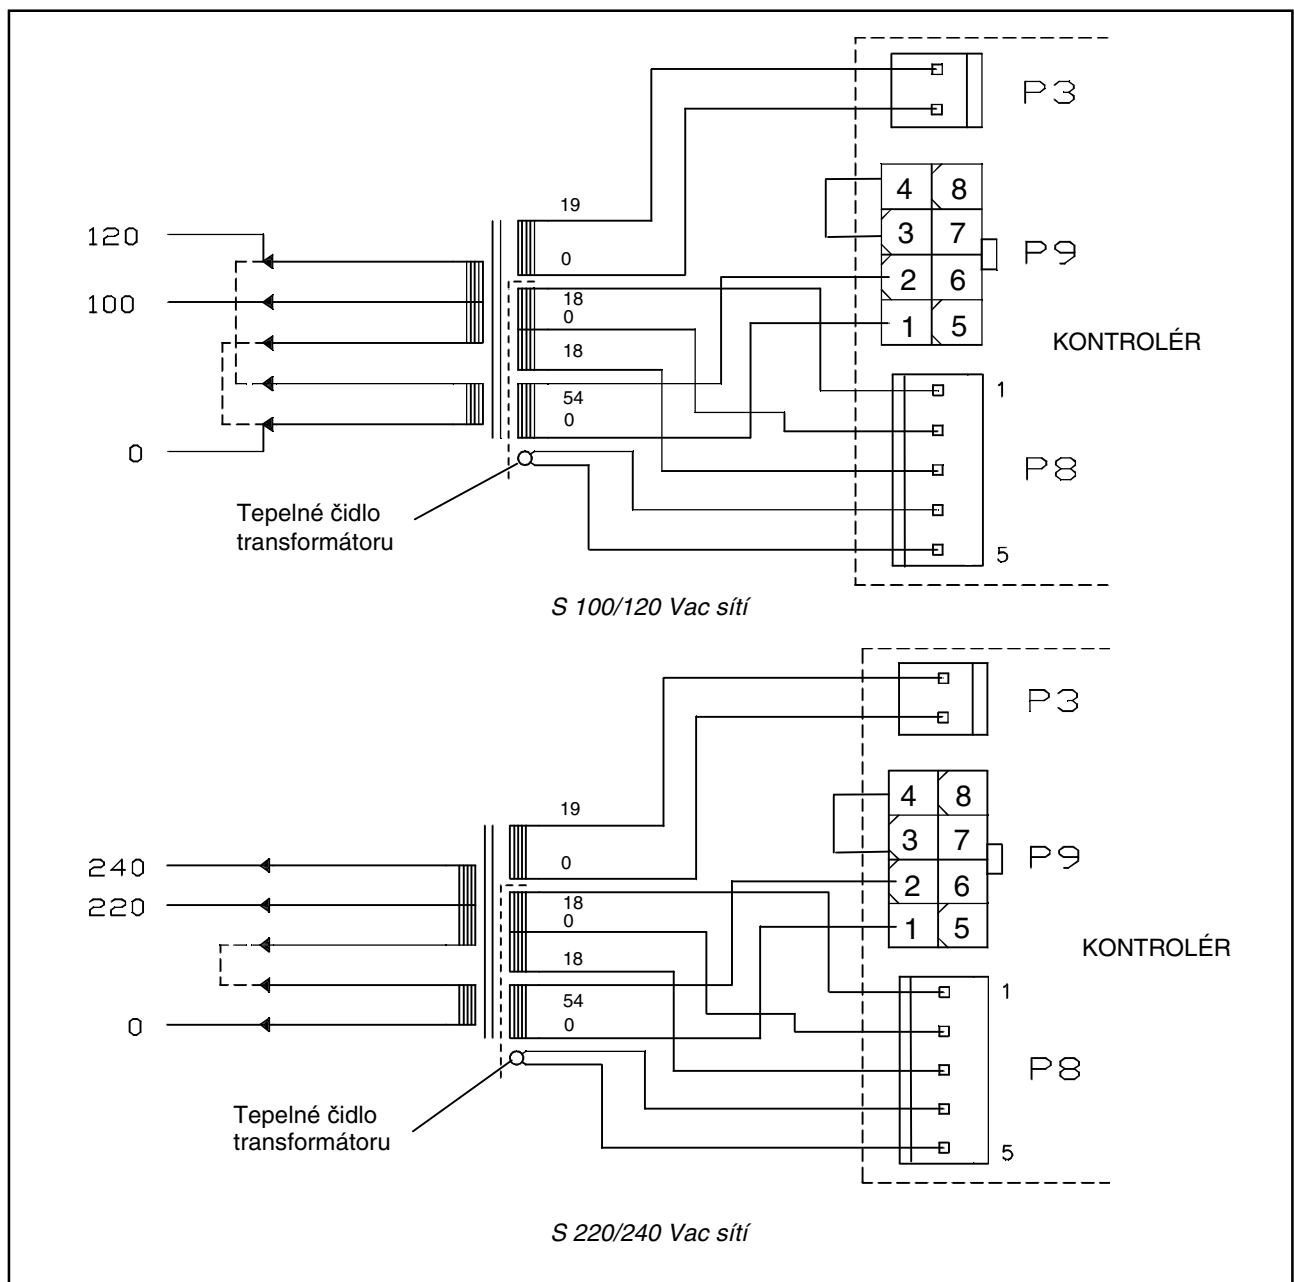 P3
19
4 8
120
3 7
0
P9
2 6
100
18
0
1 5
KONTROLÉR
18
1
54
0
0
P8
Tepelné čidlo
transformátoru
5
S 100/120 Vac sítí
P3
19
4 8
3 7
240
0
P9
2 6
220
18
0
1 5
KONTROLÉR
18
1
54
0
0
P8
Tepelné čidlo
transformátoru
5
S 220/240 Vac sítí